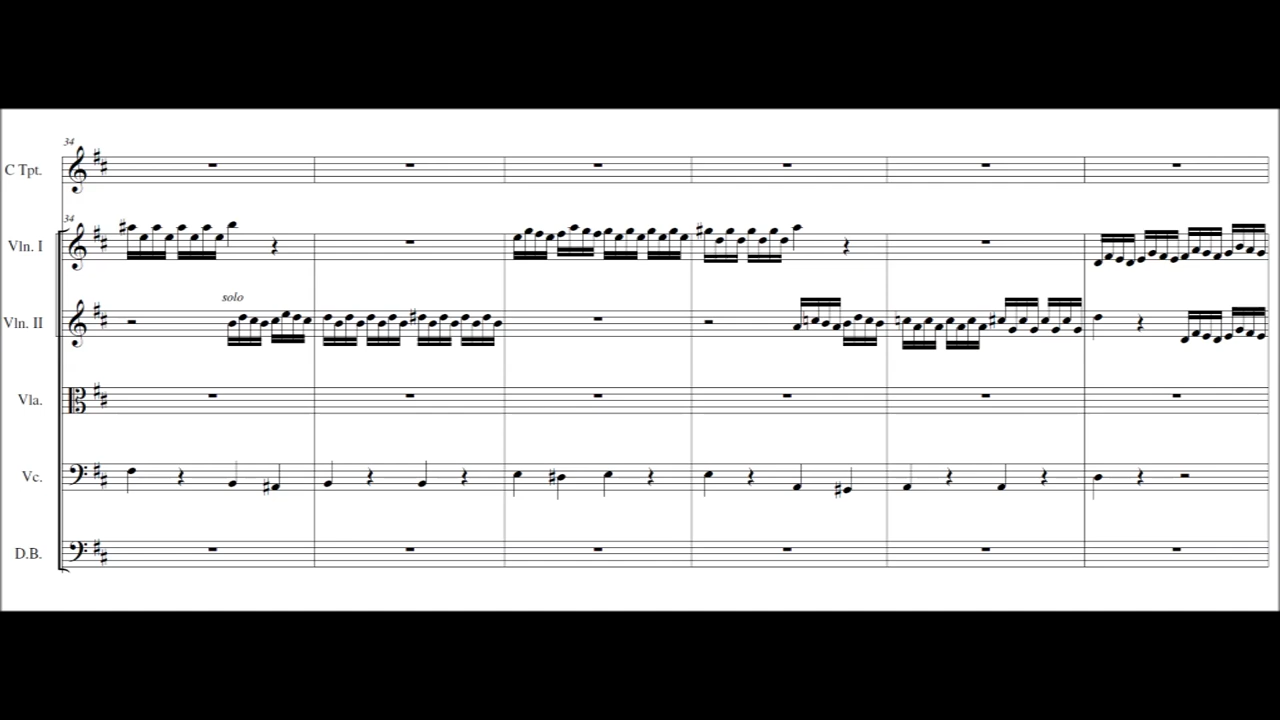 34
C Tpt.
34
Vln. I
solo
Vln. II
Vla.
Vc.
D.B.